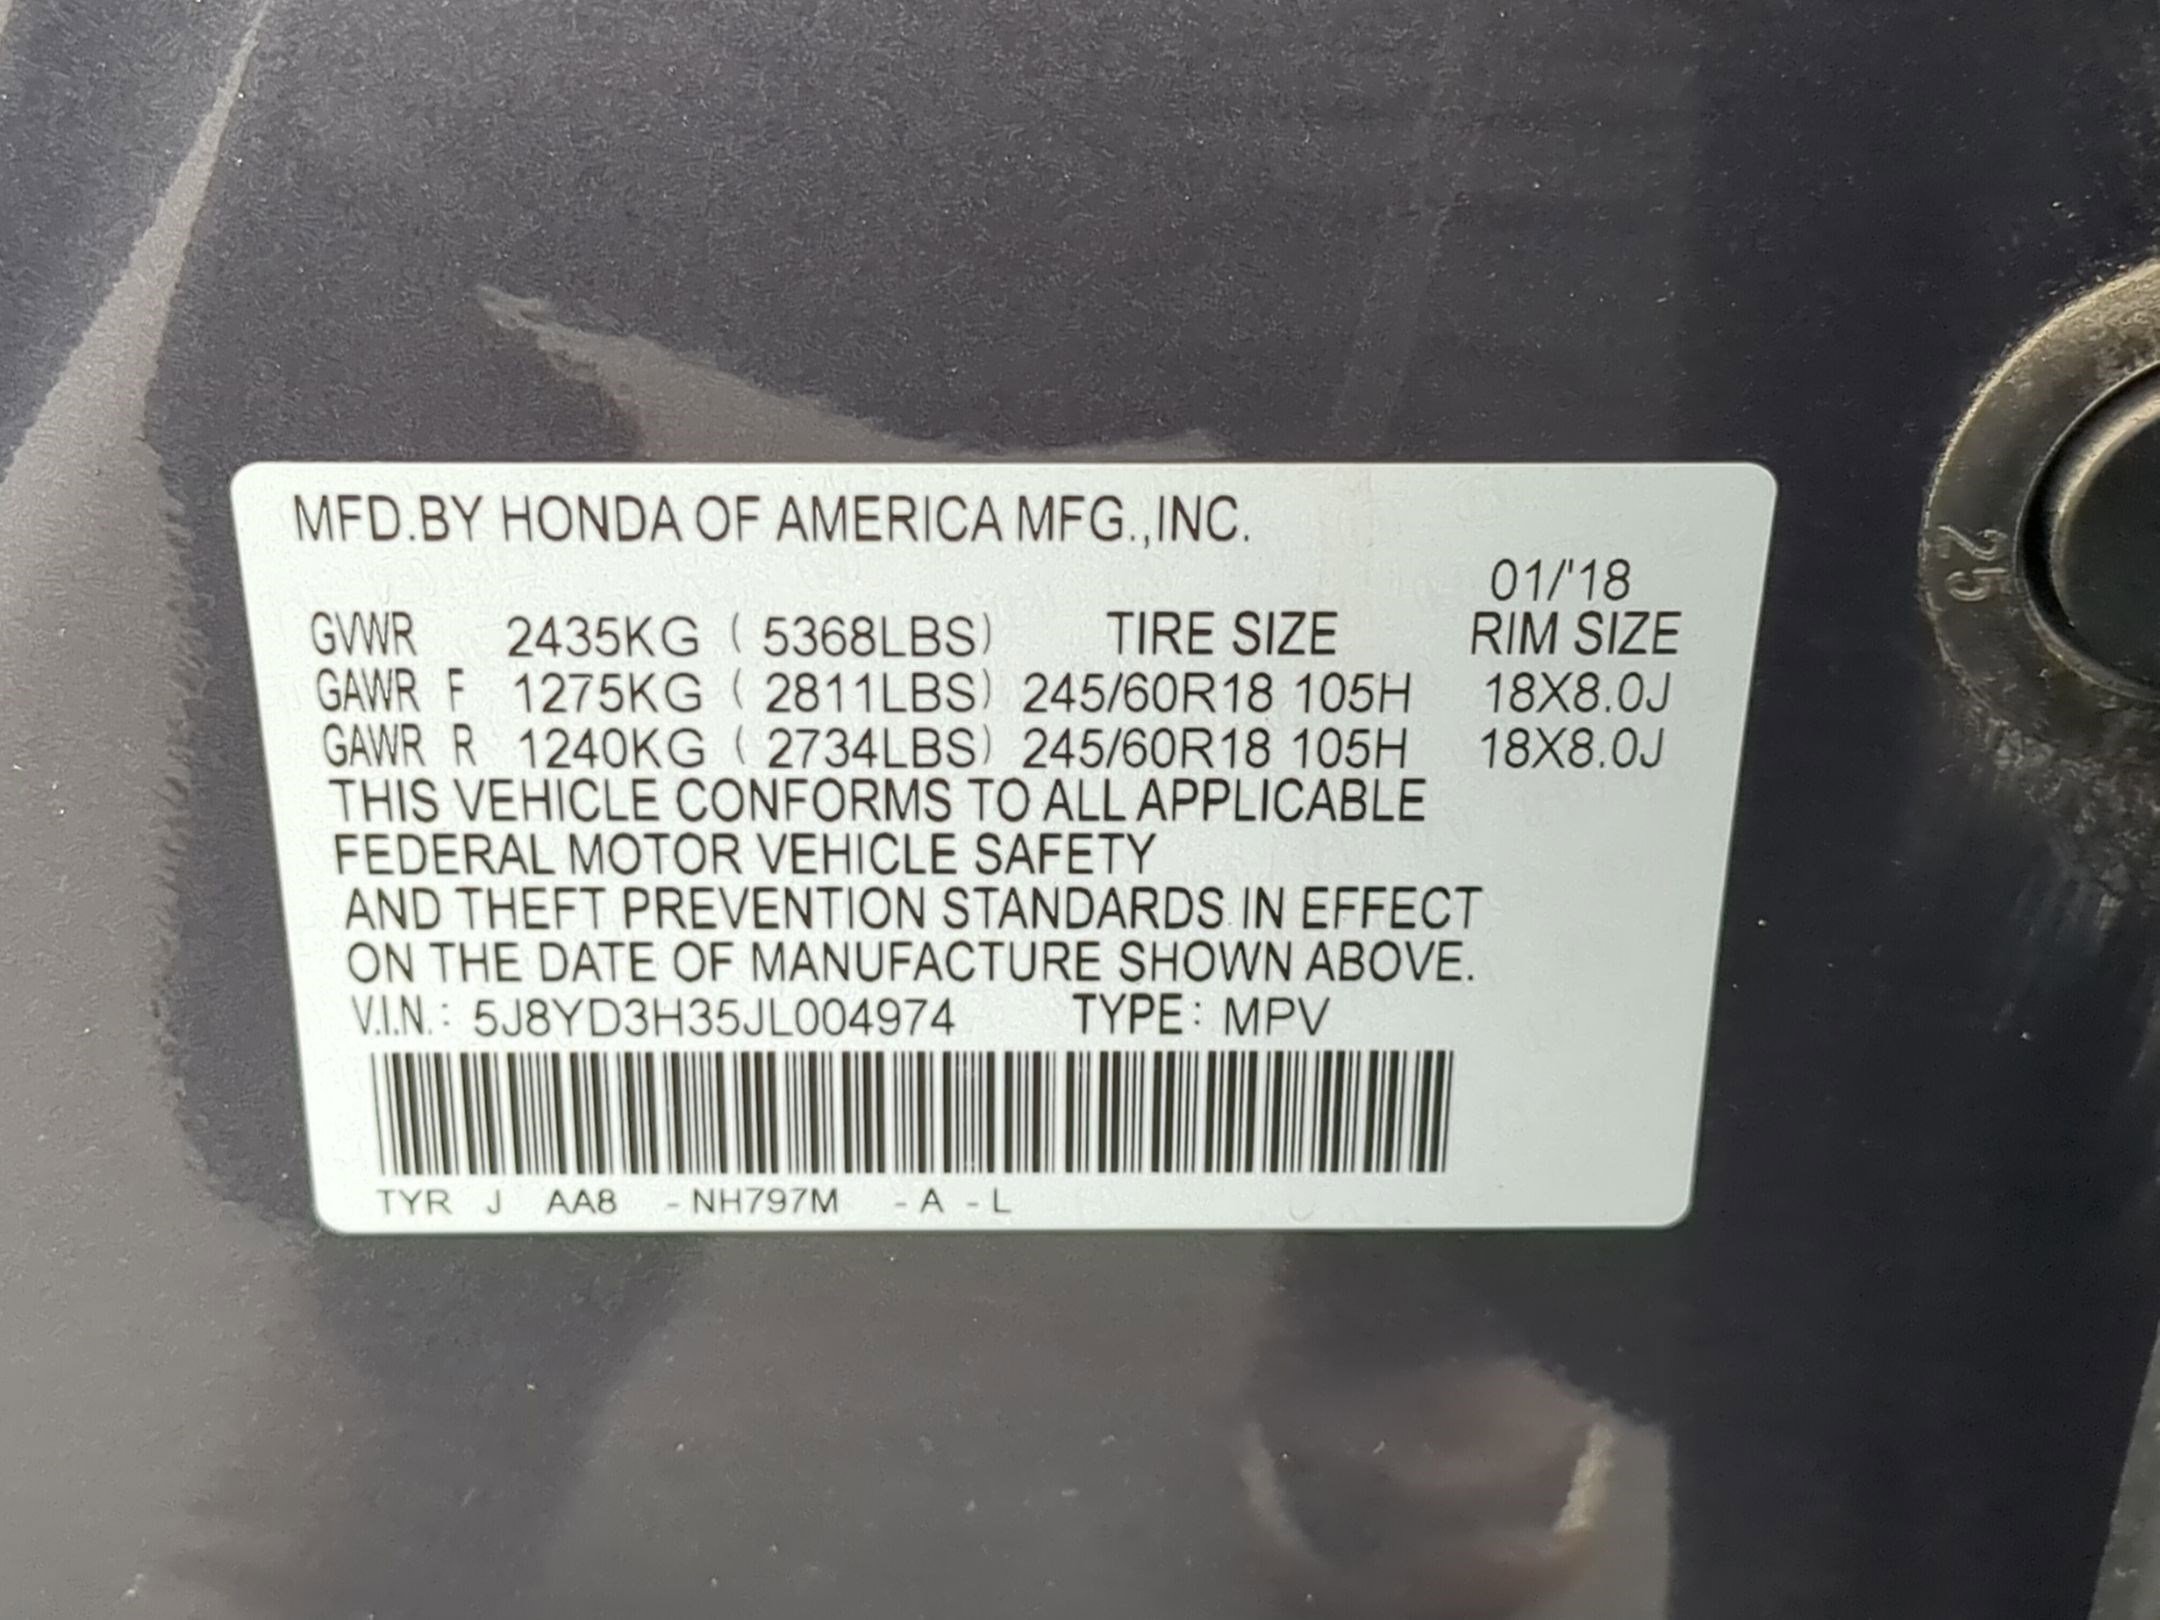 MFD.BY HONDA OF AMERICA MFG.,INC.
01/'18
GVWR 2435KG ( 5368LBS) TIRE SIZE RIM SIZE
GAWR F 1275KG ( 2811LBS) 245/60R18 105H 18X8.0J
GAWR R 1240KG ( 2734LBS) 245/60R18 105H 18X8.0J
THIS VEHICLE CONFORMS TO ALL APPLICABLE
FEDERAL MOTOR VEHICLE SAFETY
AND THEFT PREVENTION STANDARDS IN EFFECT
ON THE DATE OF MANUFACTURE SHOWN ABOVE.
V.I.N.: 5J8YD3H35JL004974 TYPE: MPV
TYR J AA8 -NH797M -A -L
25